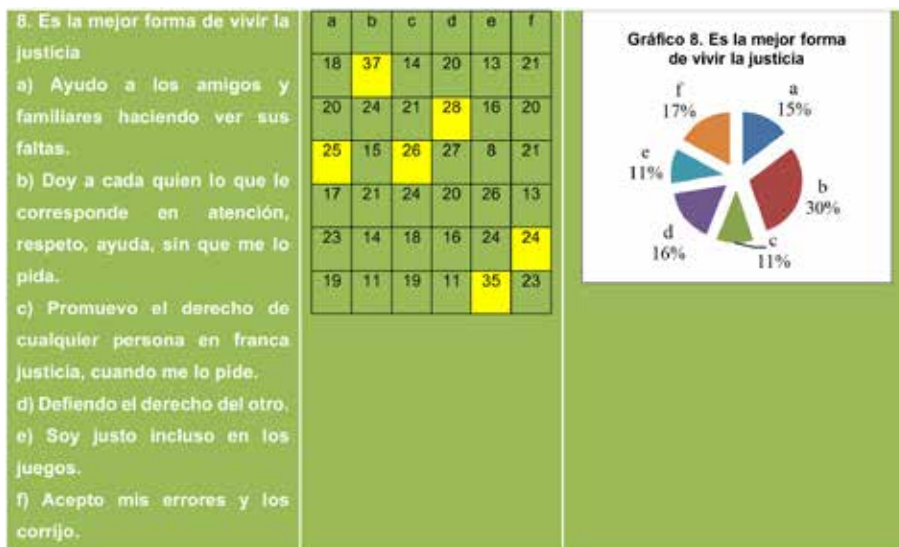 8. Es la mejor forma de vivir la
justicia
a) Ayudo a los amigos y
familiares haciendo ver sus
faltas.
b) Doy a cada quien lo que le
corresponde en atención,
respeto, ayuda, sin que me lo
pida.
c) Promuevo el derecho de
cualquier persona en franca
justicia, cuando me lo pide.
d) Defiendo el derecho del otro.
e) Soy justo incluso en los
juegos.
f) Acepto mis errores y los
corrijo.
a b c d e f
18 37 14 20 13 21
20 24 21 28 16 20
25 15 26 27 8 21
17 21 24 20 26 13
23 14 18 16 24 24
19 11 19 11 35 23
Gráfico 8. Es la mejor forma
de vivir la justicia
a
15%
b
30%
c
11%
d
16%
e
11%
f
17%